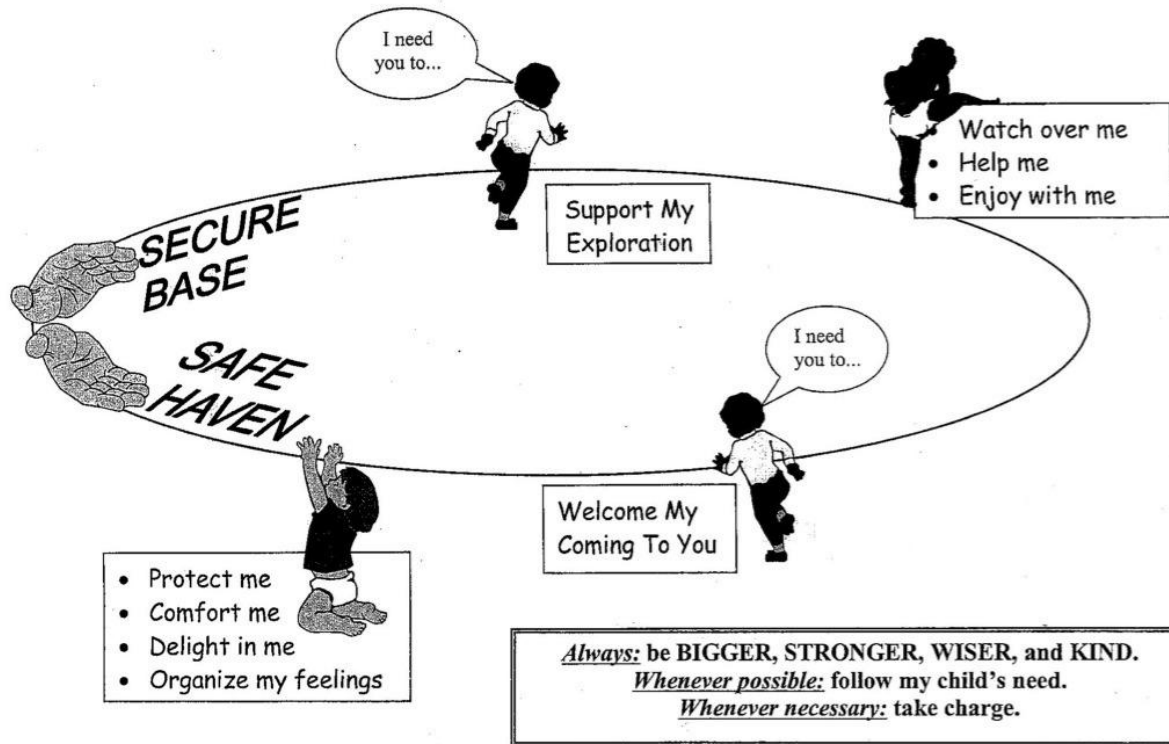 I need
you to...
• Watch over me
• Help me
• Enjoy with me
Support My
Exploration
SECURE
BASE
SAFE
HAVEN
I need
you to...
Welcome My
Coming To You
• Protect me
• Comfort me
• Delight in me
• Organize my feelings
Always: be BIGGER, STRONGER, WISER, and KIND.
Whenever possible: follow my child's need.
Whenever necessary: take charge.